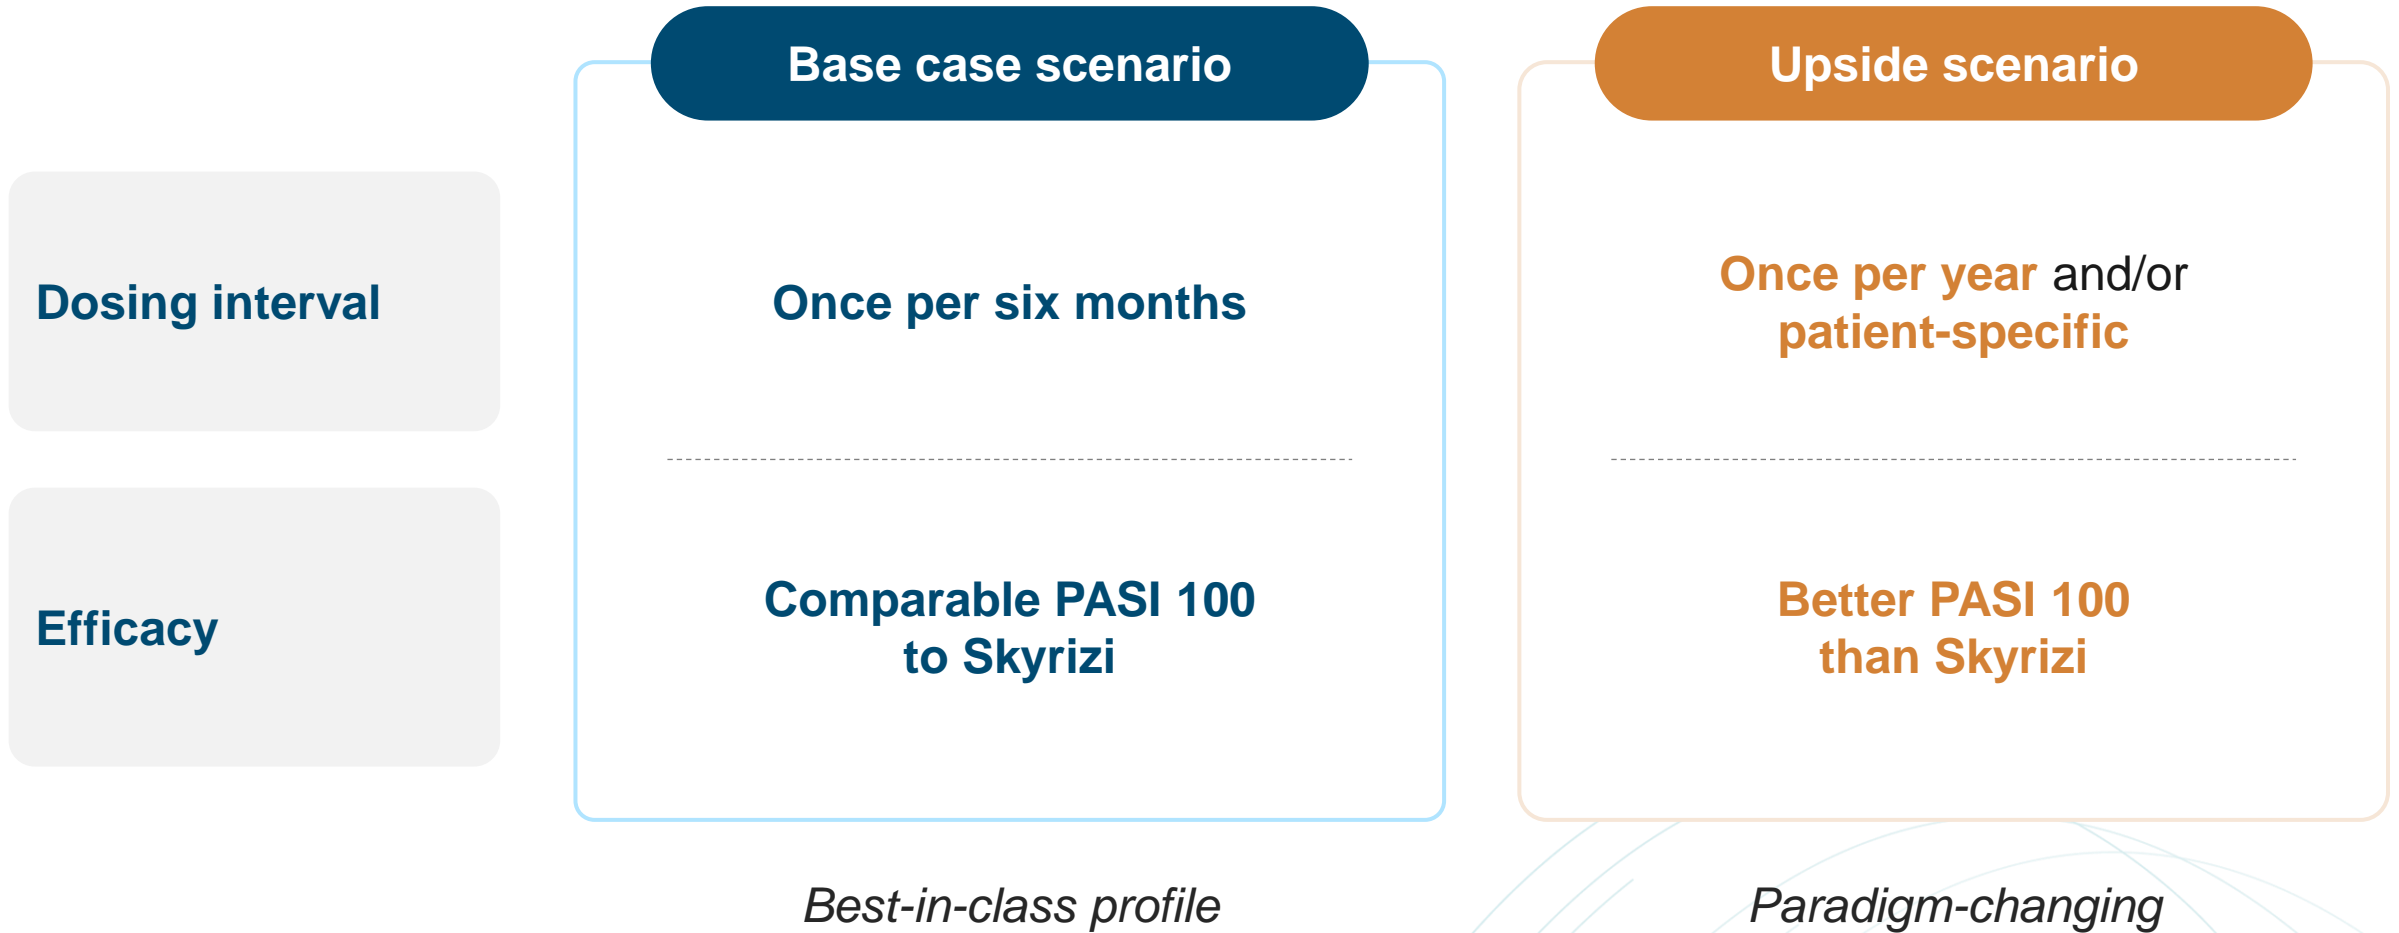 Base case scenario
Upside scenario
Dosing interval
Once per six months
Once per year and/or
patient-specific
Efficacy
Comparable PASI 100
to Skyrizi
Better PASI 100
than Skyrizi
Best-in-class profile
Paradigm-changing